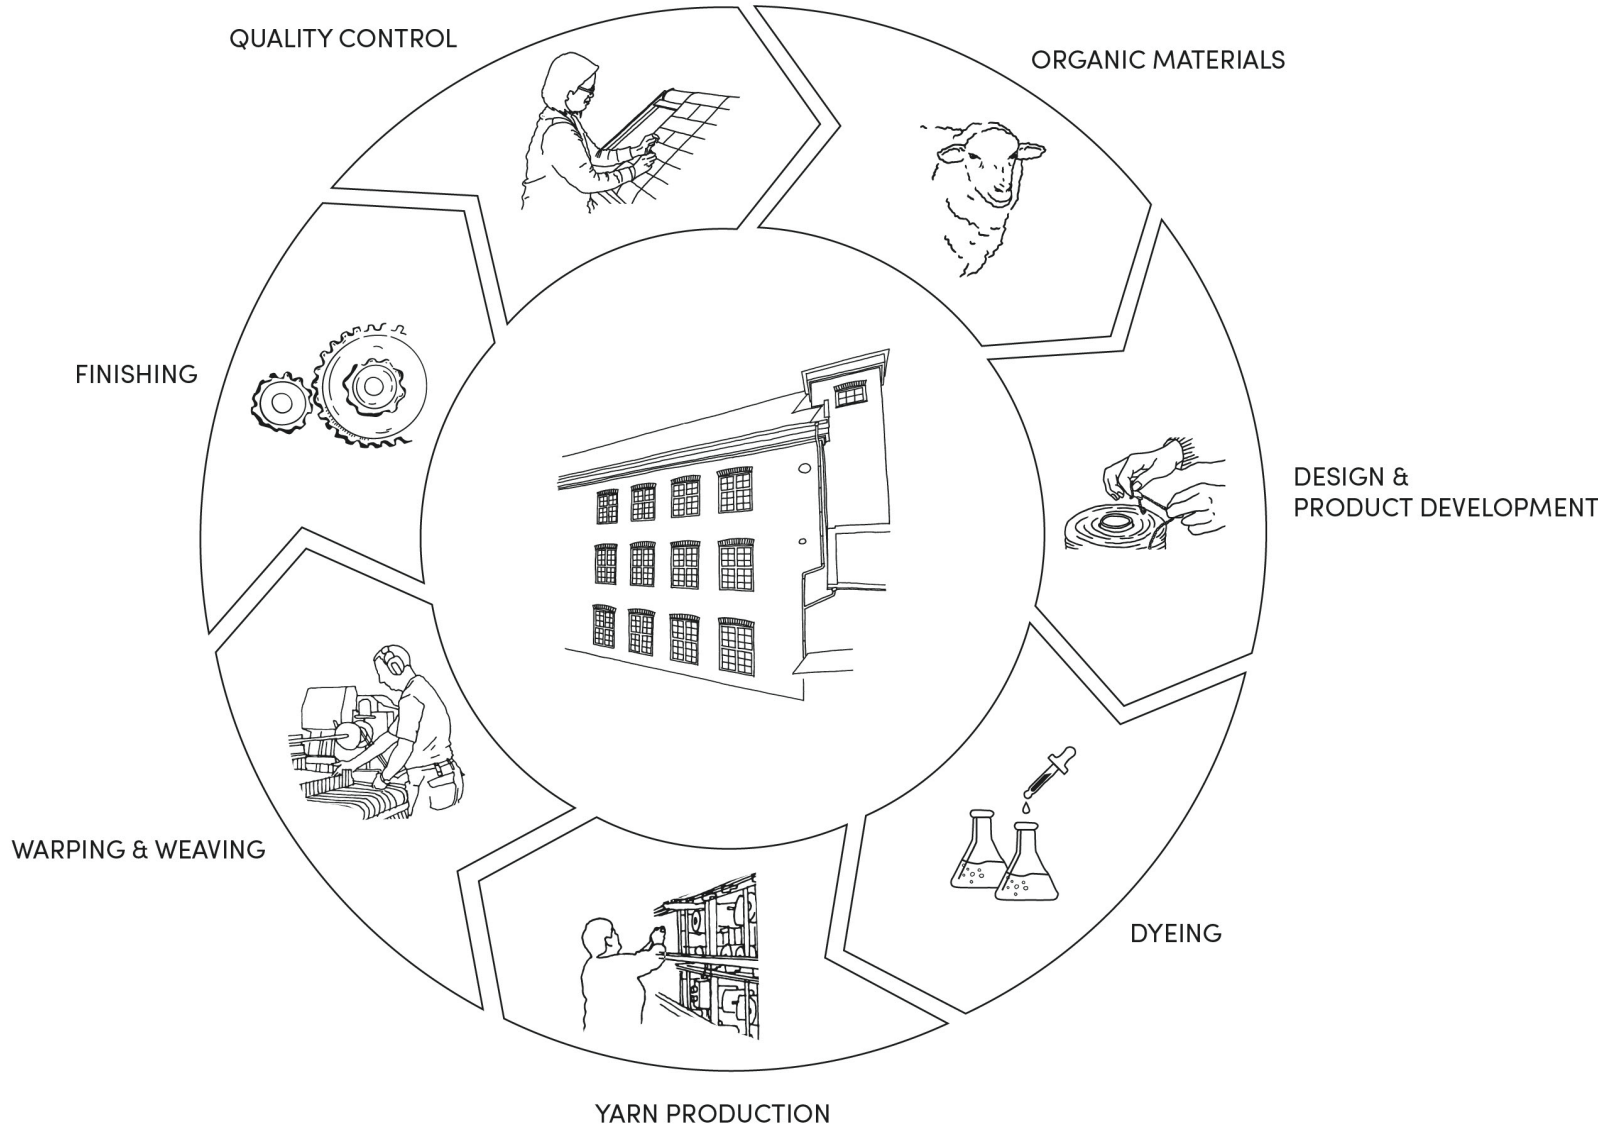 QUALITY CONTROL
ORGANIC MATERIALS
FINISHING
DESIGN &
PRODUCT DEVELOPMENT
WARPING & WEAVING
DYEING
YARN PRODUCTION